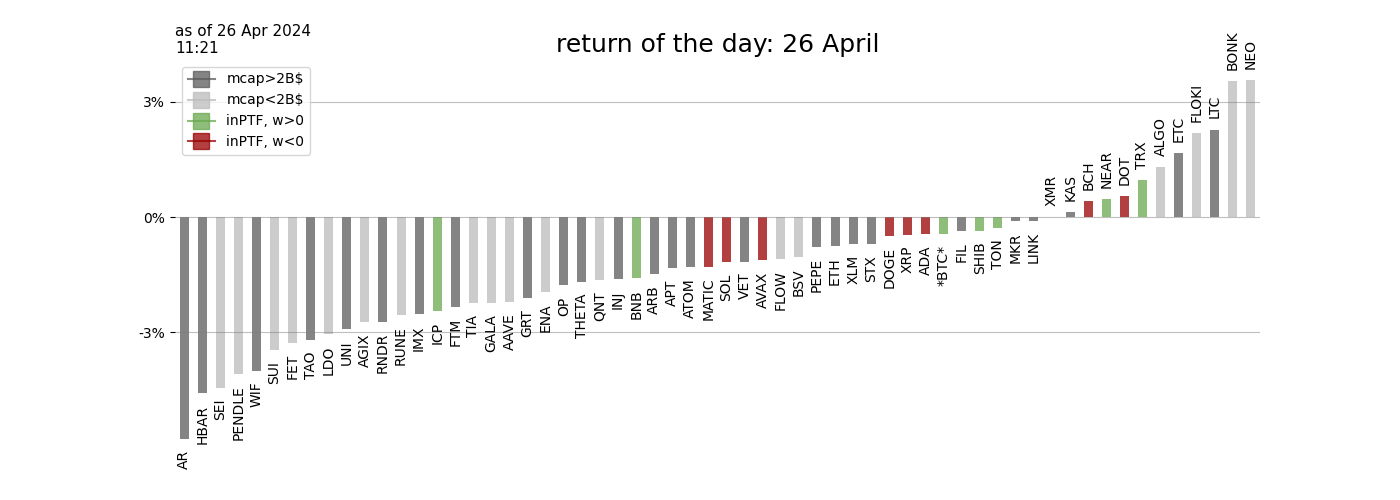 as of 26 Apr 2024
11:21
return of the day: 26 April
mcap>2B$
mcap<2B$
inPTF, w>0
inPTF, w<0
3%
0%
-3%
AR
HBAR
SEI
PENDLE
WIF
SUI
FET
TAO
LDO
UNI
AGIX
RNDR
RUNE
IMX
ICP
FTM
TIA
GALA
AAVE
GRT
ENA
OP
THETA
QNT
INJ
BNB
ARB
APT
ATOM
MATIC
SOL
VET
AVAX
FLOW
BSV
PEPE
ETH
XLM
STX
DOGE
XRP
ADA
*BTC*
FIL
SHIB
TON
MKR
LINK
XMR
KAS
BCH
NEAR
DOT
TRX
ALGO
ETC
FLOKI
LTC
BONK
NEO